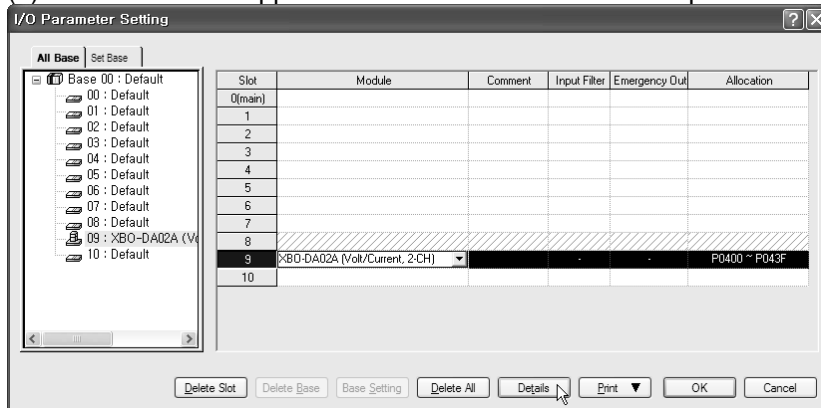 I/O Parameter Setting
All Base Set Base
Base 00 : Default
00 : Default
01 : Default
02 : Default
03 : Default
04 : Default
05 : Default
06 : Default
07 : Default
08 : Default
09 : XBO-DA02A (Vo
10 : Default
Slot Module Comment Input Filter Emergency Out Allocation
0(main)
1
2
3
4
5
6
7
8
9 XBO-DA02A (Volt/Current, 2-CH) - - P0400 ~ P043F
10
Delete Slot Delete Base Base Setting Delete All Details Print ▼ OK Cancel